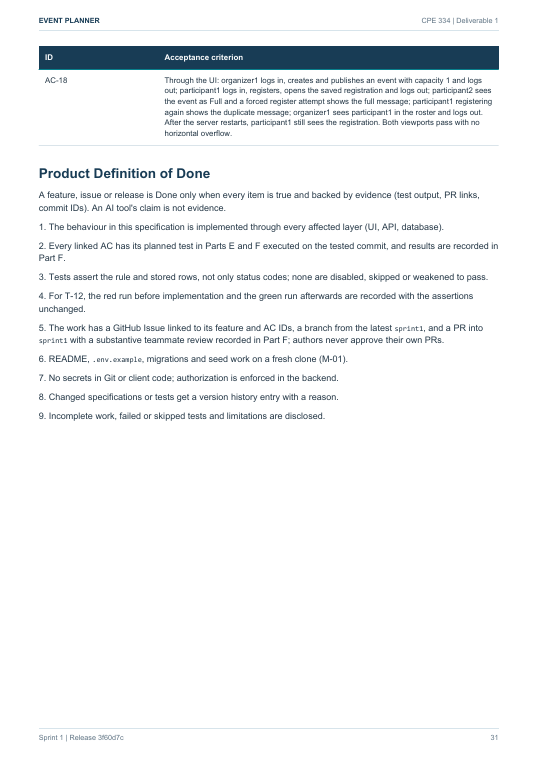 EVENT PLANNER
CPE 334 | Deliverable 1
ID
Acceptance criterion
AC-18
Through the UI: organizer1 logs in, creates and publishes an event with capacity 1 and logs
out; participant1 logs in, registers, opens the saved registration and logs out; participant2 sees
the event as Full and a forced register attempt shows the full message; participant1 registering
again shows the duplicate message; organizer1 sees participant1 in the roster and logs out.
After the server restarts, participant1 still sees the registration. Both viewports pass with no
horizontal overflow.
Product Definition of Done
A feature, issue or release is Done only when every item is true and backed by evidence (test output, PR links,
commit IDs). An AI tool's claim is not evidence.
1. The behaviour in this specification is implemented through every affected layer (UI, API, database).
2. Every linked AC has its planned test in Parts E and F executed on the tested commit, and results are recorded in
Part F.
3. Tests assert the rule and stored rows, not only status codes; none are disabled, skipped or weakened to pass.
4. For T-12, the red run before implementation and the green run afterwards are recorded with the assertions
unchanged.
5. The work has a GitHub Issue linked to its feature and AC IDs, a branch from the latest sprint1, and a PR into
sprint1 with a substantive teammate review recorded in Part F; authors never approve their own PRs.
6. README, .env.example, migrations and seed work on a fresh clone (M-01).
7. No secrets in Git or client code; authorization is enforced in the backend.
8. Changed specifications or tests get a version history entry with a reason.
9. Incomplete work, failed or skipped tests and limitations are disclosed.
Sprint 1 | Release 3f60d7c
31